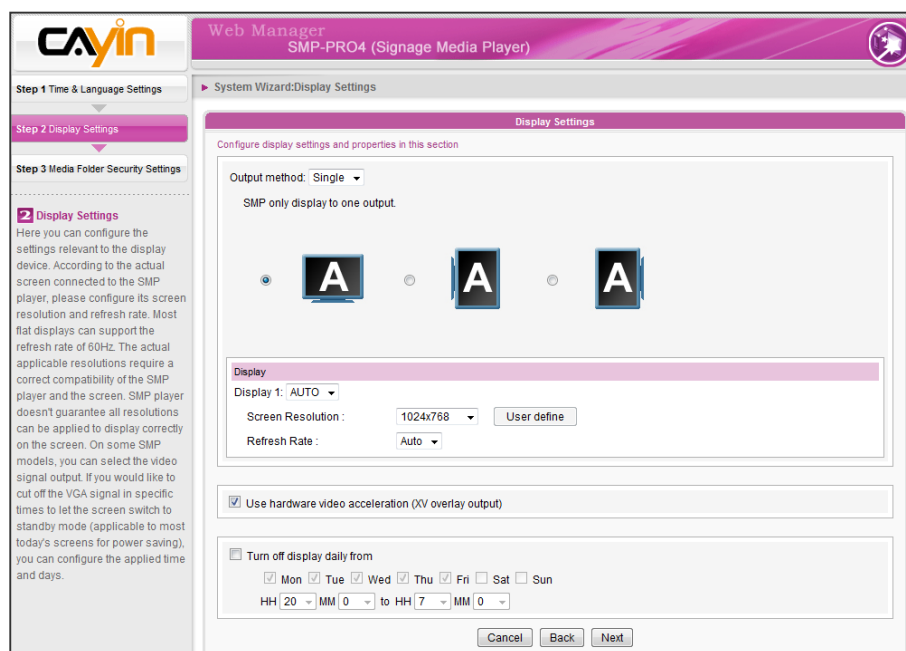 CAYIN
Web Manager
SMP-PRO4 (Signage Media Player)
Step 1 Time & Language Settings
Step 2 Display Settings
Step 3 Media Folder Security Settings
2 Display Settings
Here you can configure the
settings relevant to the display
device. According to the actual
screen connected to the SMP
player, please configure its screen
resolution and refresh rate. Most
flat displays can support the
refresh rate of 60Hz. The actual
applicable resolutions require a
correct compatibility of the SMP
player and the screen. SMP player
doesn't guarantee all resolutions
can be applied to display correctly
on the screen. On some SMP
models, you can select the video
signal output. If you would like to
cut off the VGA signal in specific
times to let the screen switch to
standby mode (applicable to most
today's screens for power saving),
you can configure the applied time
and days.
System Wizard:Display Settings
Display Settings
Configure display settings and properties in this section
Output method: Single
SMP only display to one output.
A A A
Display
Display 1: AUTO
Screen Resolution : 1024x768 User define
Refresh Rate : Auto
Use hardware video acceleration (XV overlay output)
Turn off display daily from
Mon Tue Wed Thu Fri Sat Sun
HH 20 MM 0 to HH 7 MM 0
Cancel Back Next